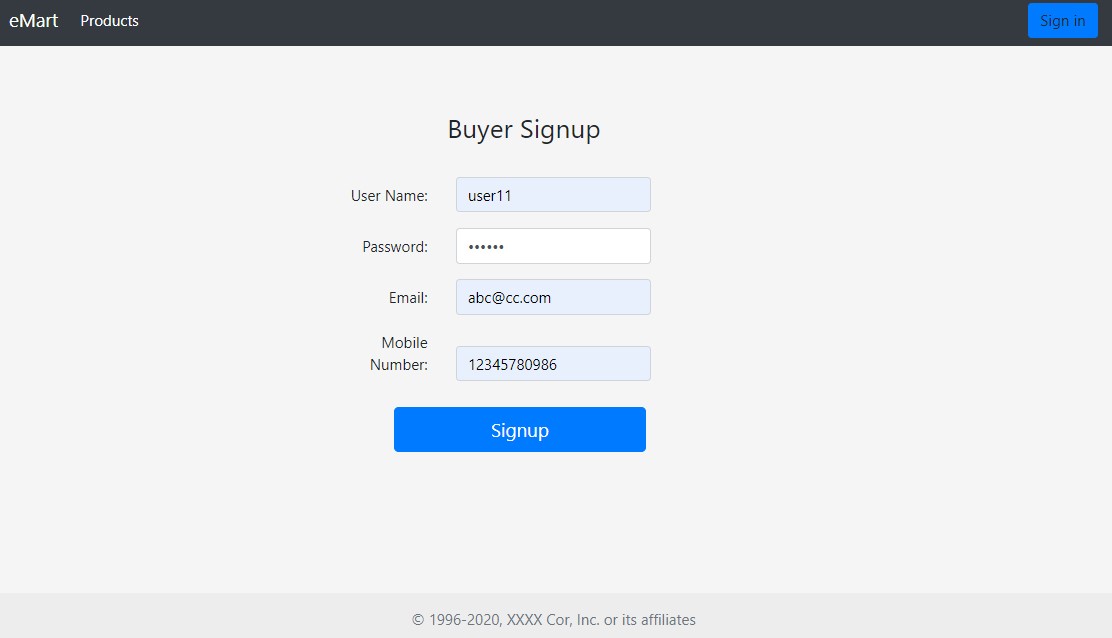 eMart Products Sign in
Buyer Signup
User Name: user11
Password: ••••••
Email: abc@cc.com
Mobile
Number: 12345780986
Signup
© 1996-2020, XXXX Cor, Inc. or its affiliates